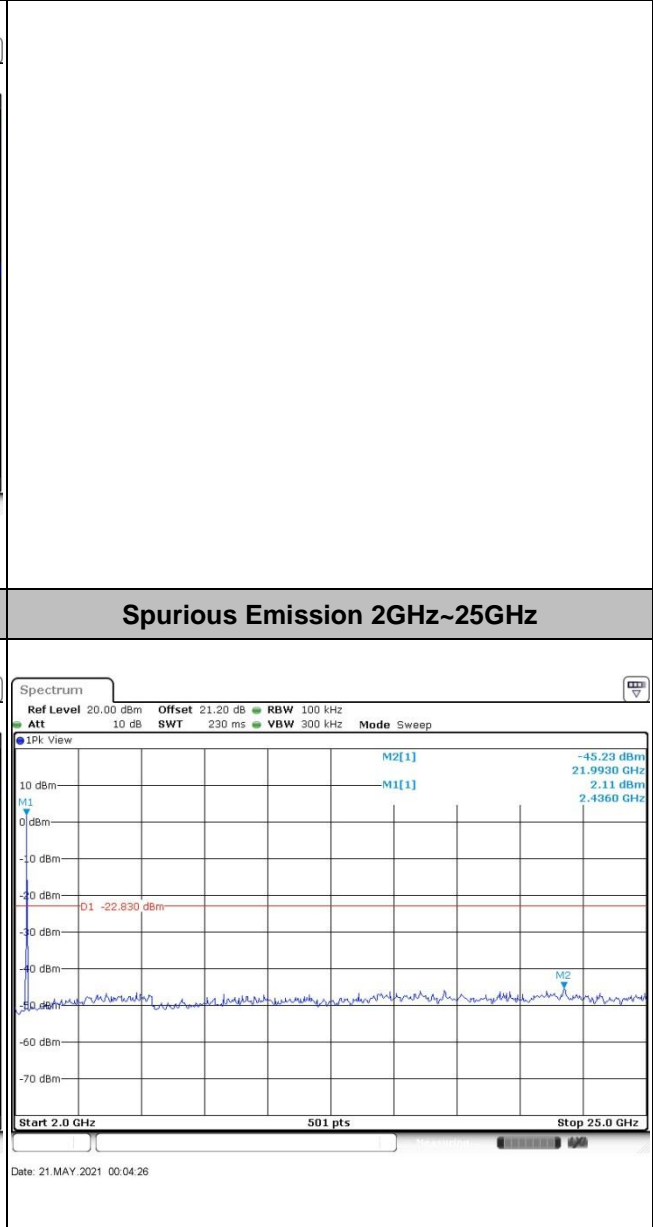 Spurious Emission 2GHz~25GHz
Spectrum
Ref Level 20.00 dBm Offset 21.20 dB RBW 100 kHz
Att 10 dB SWT 230 ms VBW 300 kHz Mode Sweep
1Pk View
M2[1] -45.23 dBm
21.9930 GHz
10 dBm M1[1] 2.11 dBm
M1 2.4360 GHz
0 dBm
-10 dBm
-20 dBm
D1 -22.830 dBm
-30 dBm
-40 dBm
M2
-50 dBm
-60 dBm
-70 dBm
Start 2.0 GHz 501 pts Stop 25.0 GHz
Date: 21.MAY.2021 00:04:26